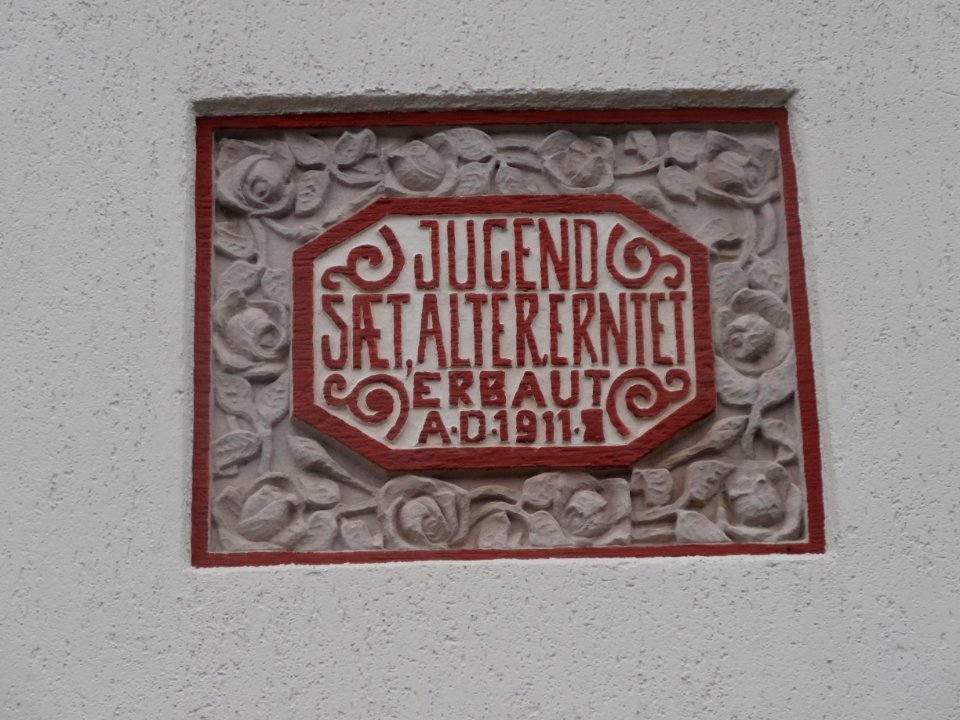 JUGEND
SÆT, ALTER.ERNTET
ERBAUT
A·D·1911·